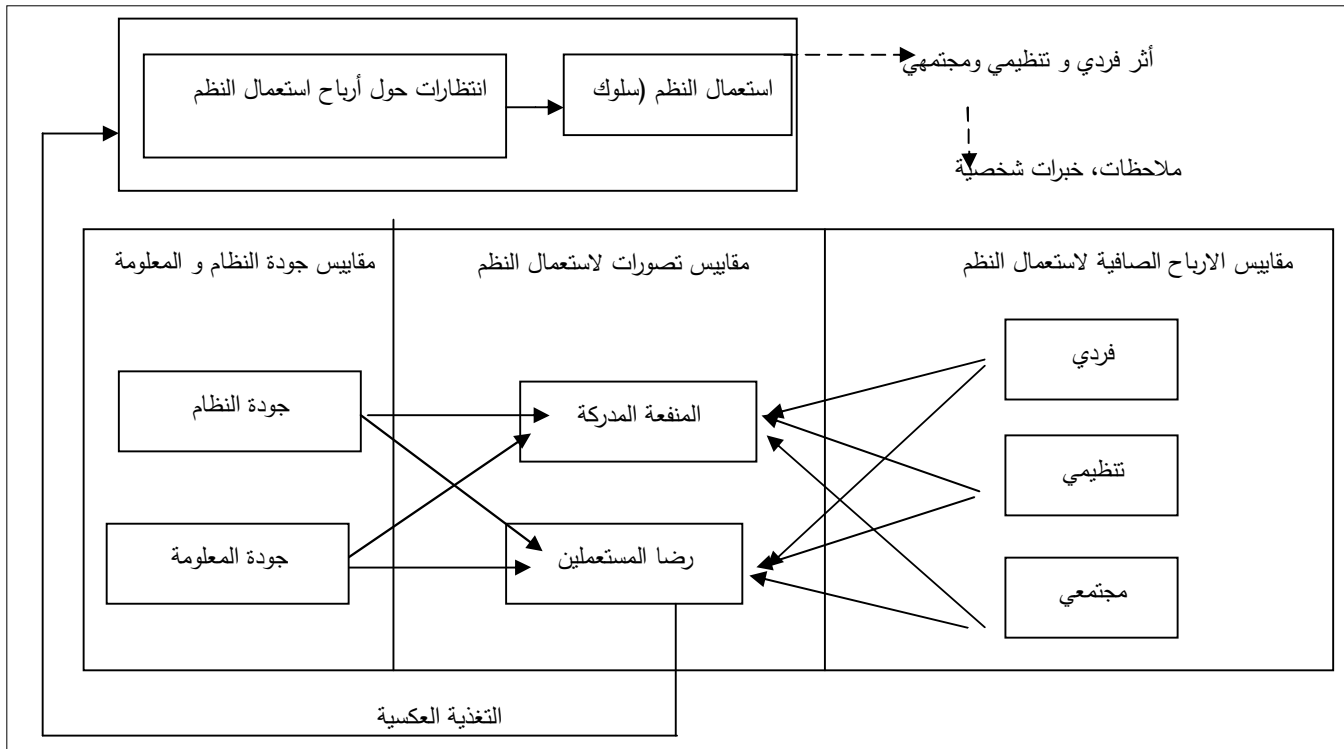 انتظارات حول أرباح استعمال النظم
استعمال النظم (سلوك
أثر فردي و تنظيمي ومجتمهي
ملاحظات، خبرات شخصية
مقاييس جودة النظام و المعلومة
مقاييس تصورات لاستعمال النظم
مقاييس الارباح الصافية لاستعمال النظم
جودة النظام
المنفعة المدركة
فردي
تنظيمي
جودة المعلومة
رضا المستعملين
مجتمعي
التغذية العكسية